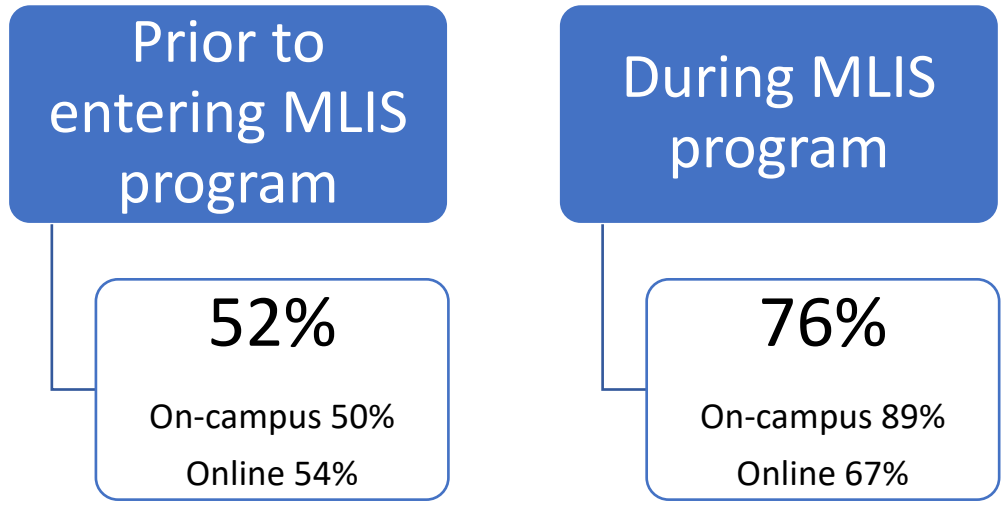 Prior to
entering MLIS
program
52%
On-campus 50%
Online 54%
During MLIS
program
76%
On-campus 89%
Online 67%